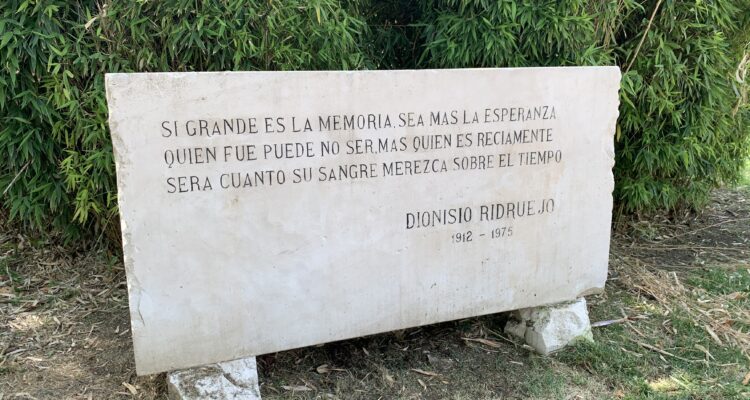 SI GRANDE ES LA MEMORIA, SEA MAS LA ESPERANZA
QUIEN FUE PUEDE NO SER, MAS QUIEN ES RECIAMENTE
SERA CUANTO SU SANGRE MEREZCA SOBRE EL TIEMPO
DIONISIO RIDRUEJO
1912 - 1975